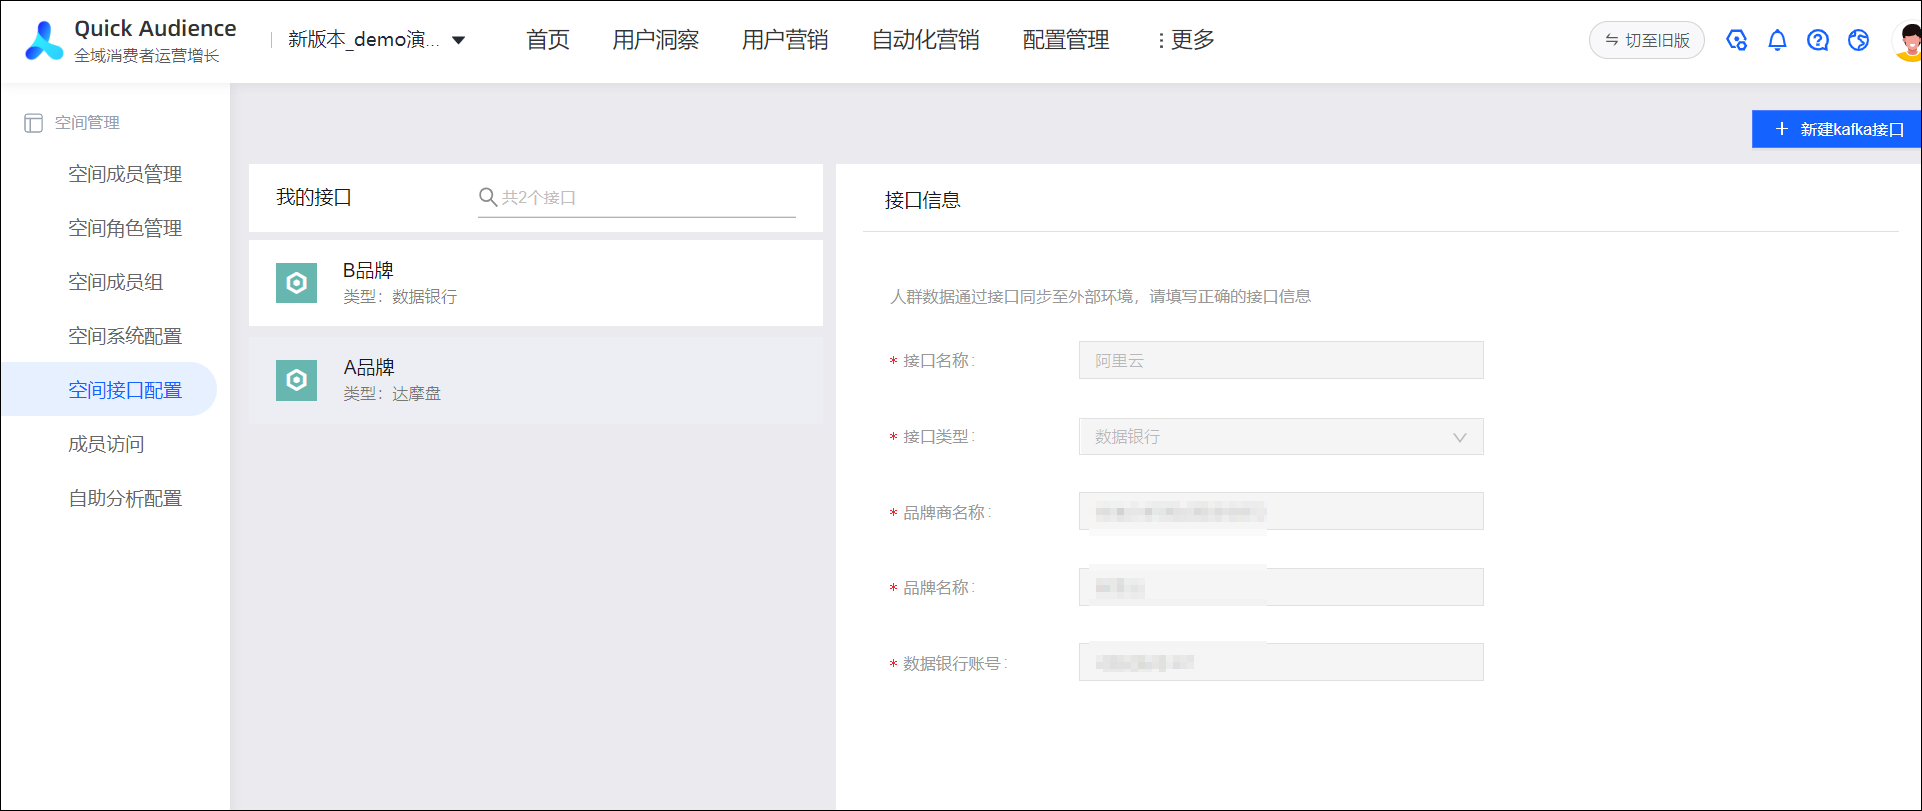 Quick Audience
全域消费者运营增长
新版本_demo演...
首页
用户洞察
用户营销
自动化营销
配置管理
更多
切至旧版
空间管理
空间成员管理
空间角色管理
空间成员组
空间系统配置
空间接口配置
成员访问
自助分析配置
+ 新建kafka接口
我的接口
共2个接口
B品牌
类型：数据银行
A品牌
类型：达摩盘
接口信息
人群数据通过接口同步至外部环境，请填写正确的接口信息
* 接口名称:
阿里云
* 接口类型:
数据银行
* 品牌商名称:
* 品牌名称:
* 数据银行账号: